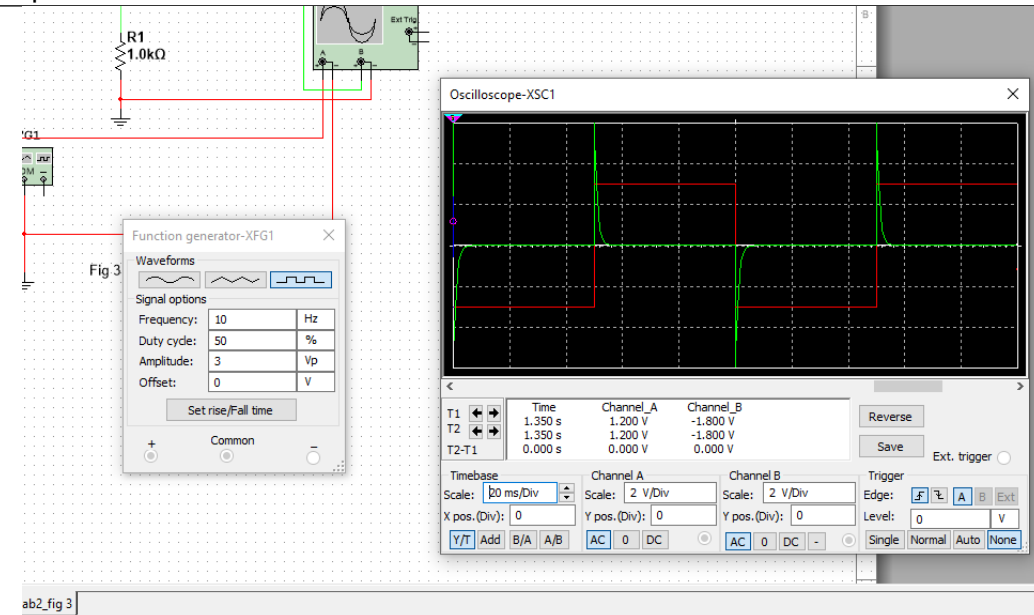 R1
1.0kΩ
Ext Trig
A B
B
Fig 3
Function generator-XFG1
Waveforms
Signal options
Frequency: 10 Hz
Duty cycle: 50 %
Amplitude: 3 Vp
Offset: 0 V
Set rise/Fall time
+ Common −
Oscilloscope-XSC1
Time Channel_A Channel_B
T1 1.350 s 1.200 V -1.800 V
T2 1.350 s 1.200 V -1.800 V
T2-T1 0.000 s 0.000 V 0.000 V
Reverse
Save
Ext. trigger
Timebase
Scale: 20 ms/Div
X pos.(Div): 0
Y/T Add B/A A/B
Channel A
Scale: 2 V/Div
Y pos.(Div): 0
AC 0 DC
Channel B
Scale: 2 V/Div
Y pos.(Div): 0
AC 0 DC -
Trigger
Edge: A B Ext
Level: 0 V
Single Normal Auto None
ab2_fig 3